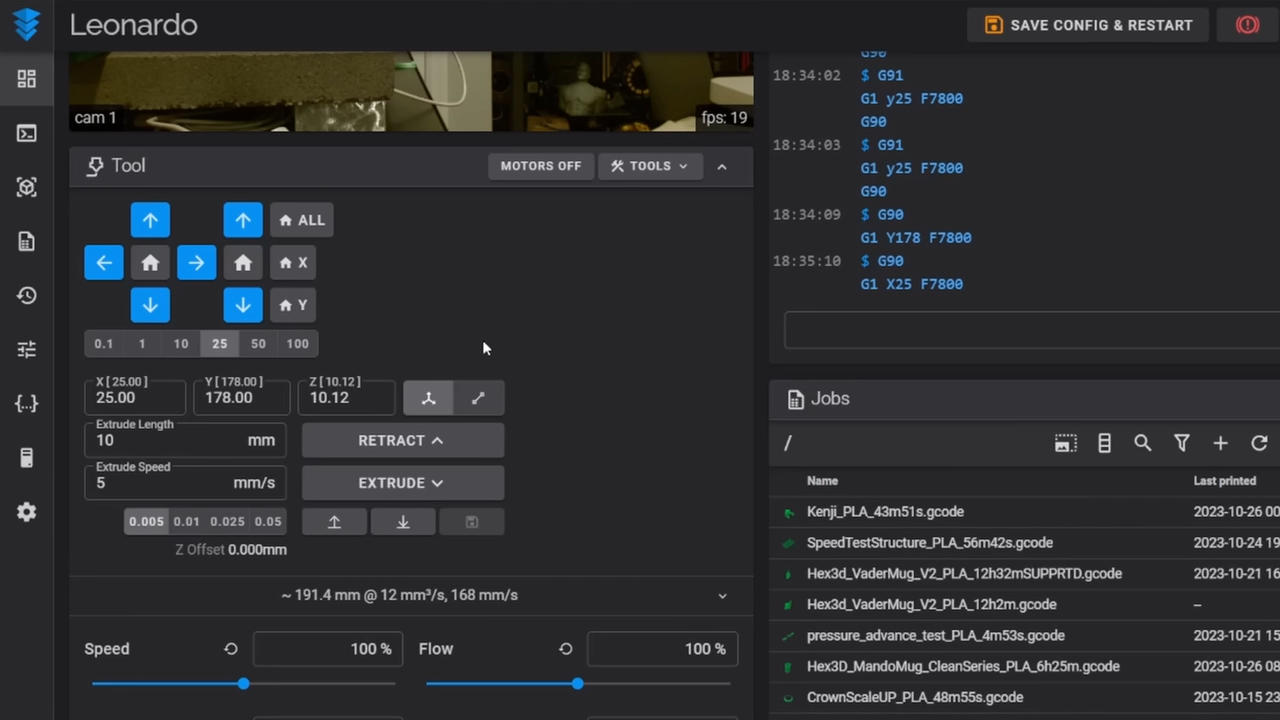 Leonardo
SAVE CONFIG & RESTART
cam 1
fps: 19
Tool
MOTORS OFF
TOOLS
ALL
X
Y
0.1 1 10 25 50 100
X [ 25.00 ]
25.00
Y [ 178.00 ]
178.00
Z [ 10.12 ]
10.12
Extrude Length
10 mm
RETRACT
Extrude Speed
5 mm/s
EXTRUDE
0.005 0.01 0.025 0.05
Z Offset 0.000mm
~ 191.4 mm @ 12 mm³/s, 168 mm/s
Speed 100 %
Flow 100 %
G90
18:34:02 $ G91
G1 y25 F7800
G90
18:34:03 $ G91
G1 y25 F7800
G90
18:34:09 $ G90
G1 Y178 F7800
18:35:10 $ G90
G1 X25 F7800
Jobs
/
Name Last printed
Kenji_PLA_43m51s.gcode 2023-10-26 00
SpeedTestStructure_PLA_56m42s.gcode 2023-10-24 19
Hex3d_VaderMug_V2_PLA_12h32mSUPPRTD.gcode 2023-10-21 16
Hex3d_VaderMug_V2_PLA_12h2m.gcode –
pressure_advance_test_PLA_4m53s.gcode 2023-10-21 15
Hex3D_MandoMug_CleanSeries_PLA_6h25m.gcode 2023-10-26 08
CrownScaleUP_PLA_48m55s.gcode 2023-10-15 23